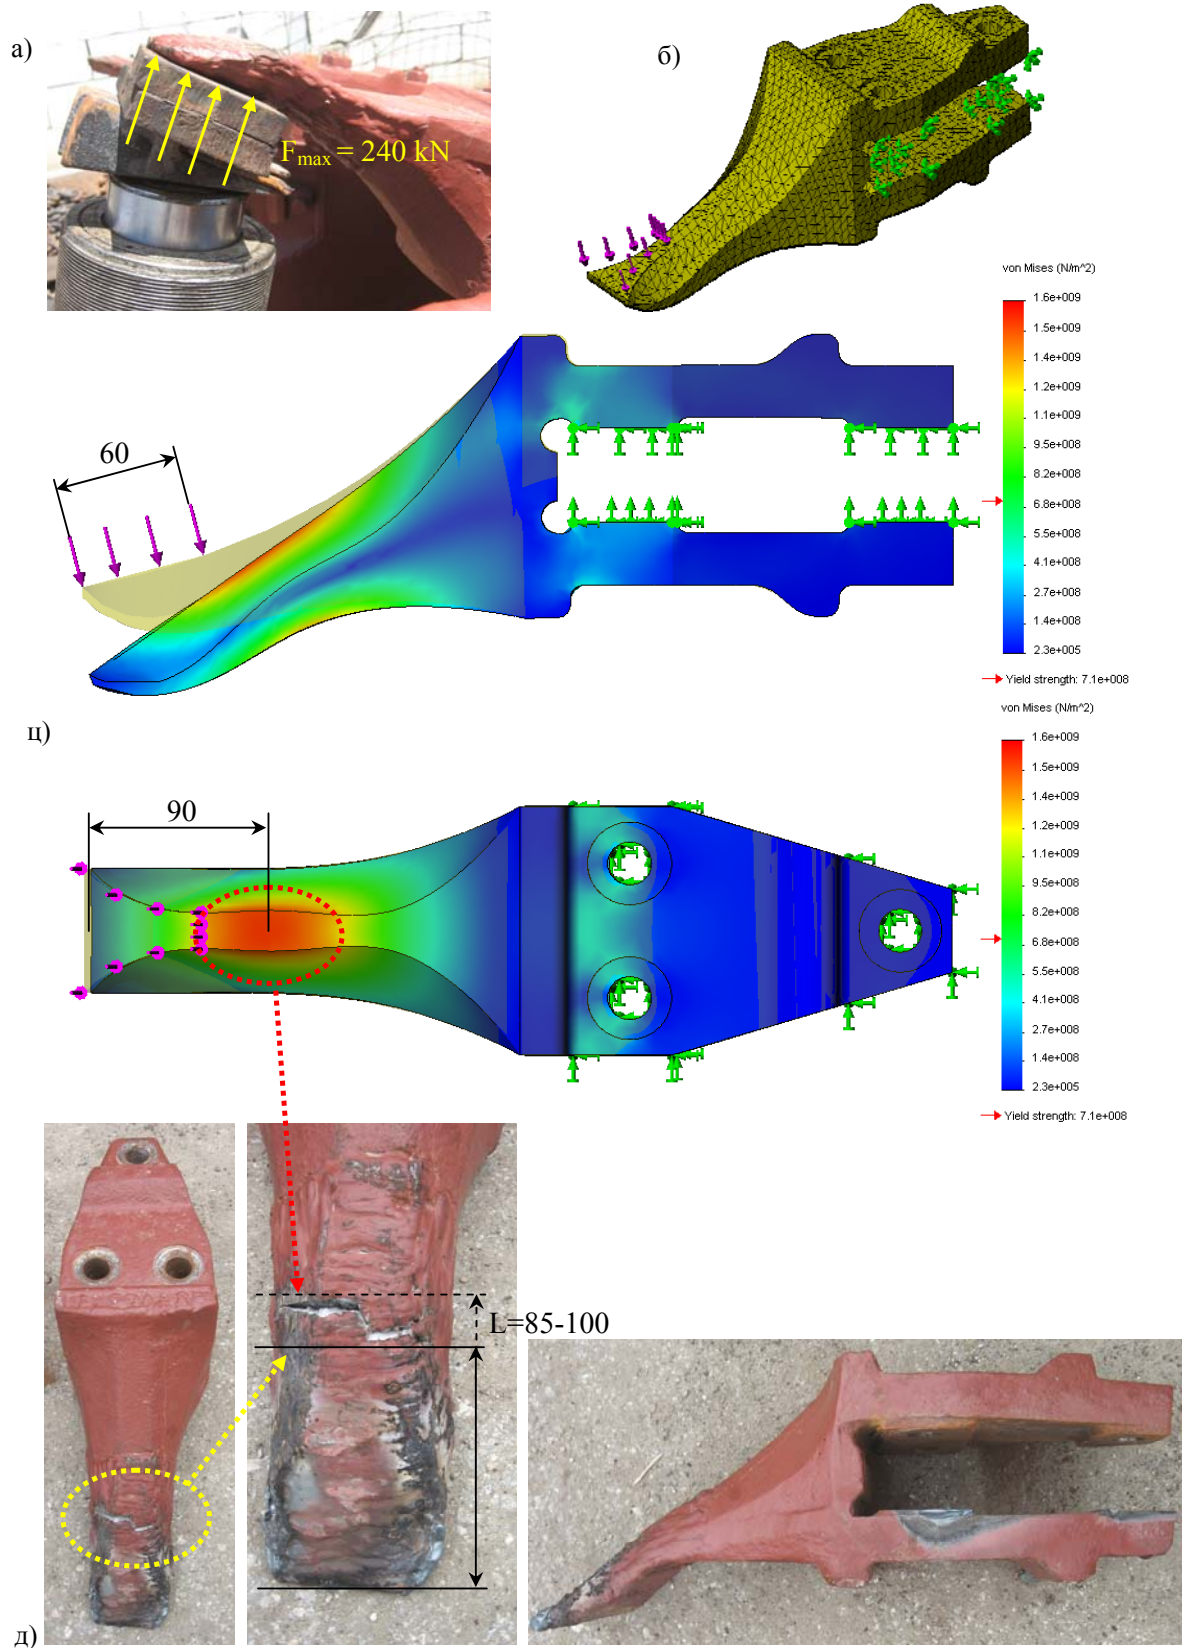 а)
F_max = 240 kN
б)
von Mises (N/m^2)
1.6e+009
1.5e+009
1.4e+009
1.2e+009
1.1e+009
9.5e+008
8.2e+008
6.8e+008
5.5e+008
4.1e+008
2.7e+008
1.4e+008
2.3e+005
Yield strength: 7.1e+008
60
ц)
von Mises (N/m^2)
1.6e+009
1.5e+009
1.4e+009
1.2e+009
1.1e+009
9.5e+008
8.2e+008
6.8e+008
5.5e+008
4.1e+008
2.7e+008
1.4e+008
2.3e+005
Yield strength: 7.1e+008
90
L=85-100
д)